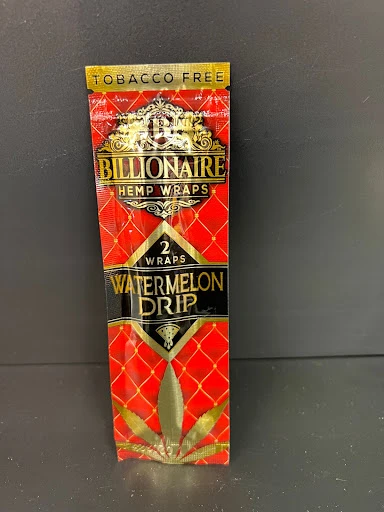 TOBACCO FREE
BILLIONAIRE
HEMP WRAPS
2
WRAPS
WATERMELON
DRIP